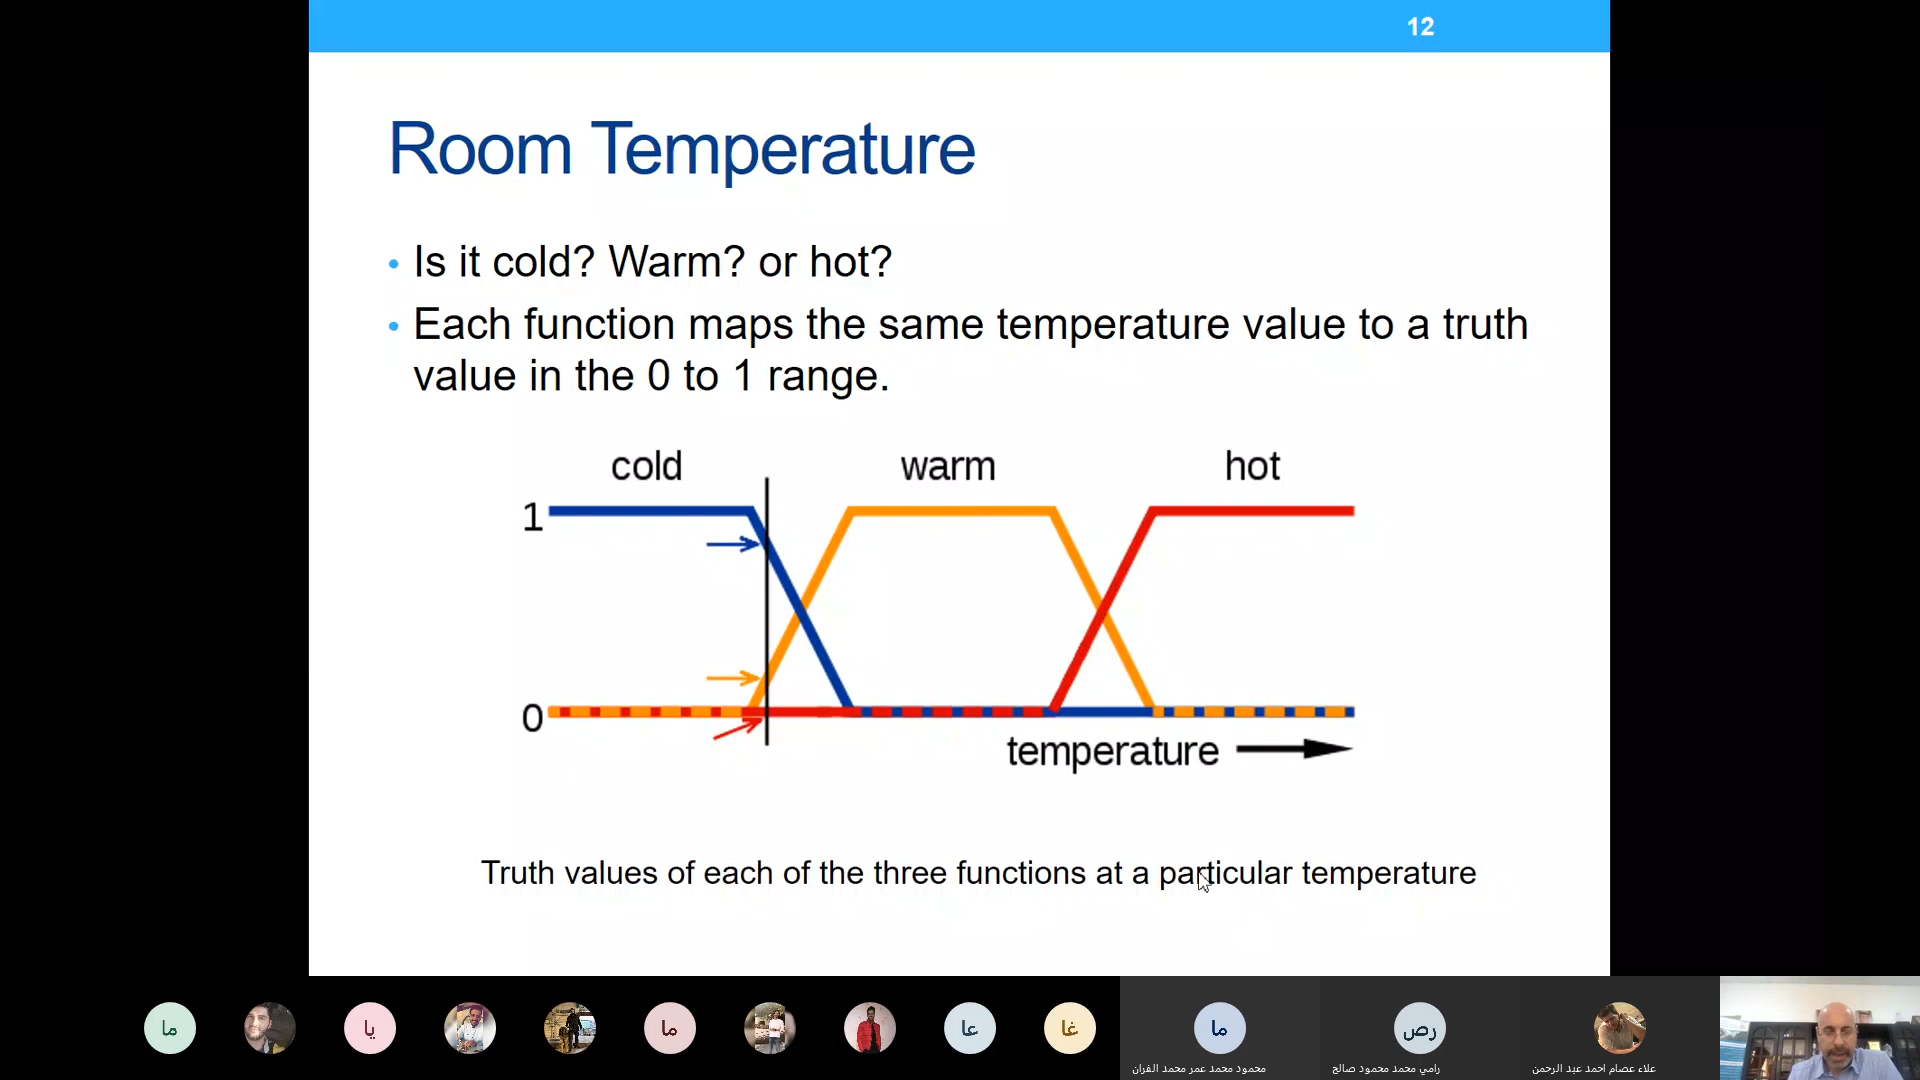 12
Room Temperature
• Is it cold? Warm? or hot?
• Each function maps the same temperature value to a truth
value in the 0 to 1 range.
cold warm hot
1
0
temperature
Truth values of each of the three functions at a particular temperature
ما
يا
ما
عا
غا
ما
رص
محمود محمد عمر محمد الفران
رامي محمد محمود صالح
علاء عصام احمد عبد الرحمن